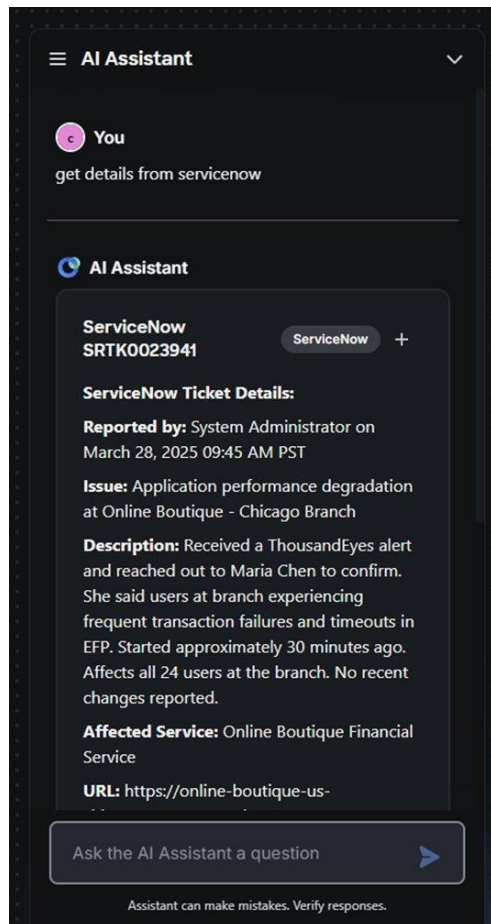 AI Assistant
c You
get details from servicenow
AI Assistant
ServiceNow
SRTK0023941
ServiceNow +
ServiceNow Ticket Details:
Reported by: System Administrator on
March 28, 2025 09:45 AM PST
Issue: Application performance degradation
at Online Boutique - Chicago Branch
Description: Received a ThousandEyes alert
and reached out to Maria Chen to confirm.
She said users at branch experiencing
frequent transaction failures and timeouts in
EFP. Started approximately 30 minutes ago.
Affects all 24 users at the branch. No recent
changes reported.
Affected Service: Online Boutique Financial
Service
URL: https://online-boutique-us-
Ask the AI Assistant a question
Assistant can make mistakes. Verify responses.